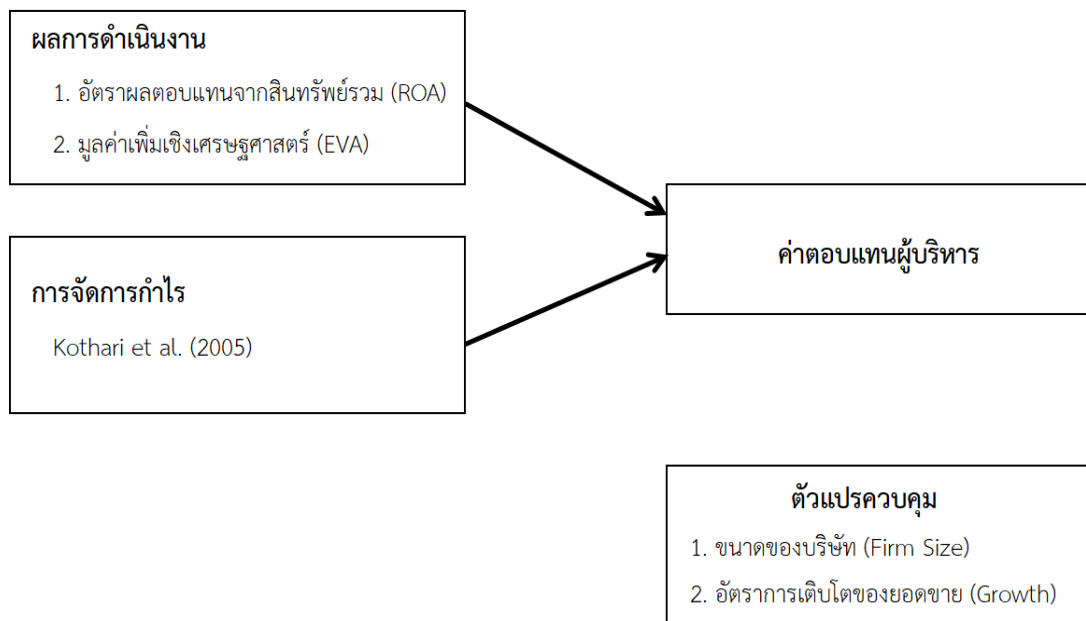 ผลการดำเนินงาน
1. อัตราผลตอบแทนจากสินทรัพย์รวม (ROA)
2. มูลค่าเพิ่มเชิงเศรษฐศาสตร์ (EVA)
การจัดการกำไร
Kothari et al. (2005)
ค่าตอบแทนผู้บริหาร
ตัวแปรควบคุม
1. ขนาดของบริษัท (Firm Size)
2. อัตราการเติบโตของยอดขาย (Growth)